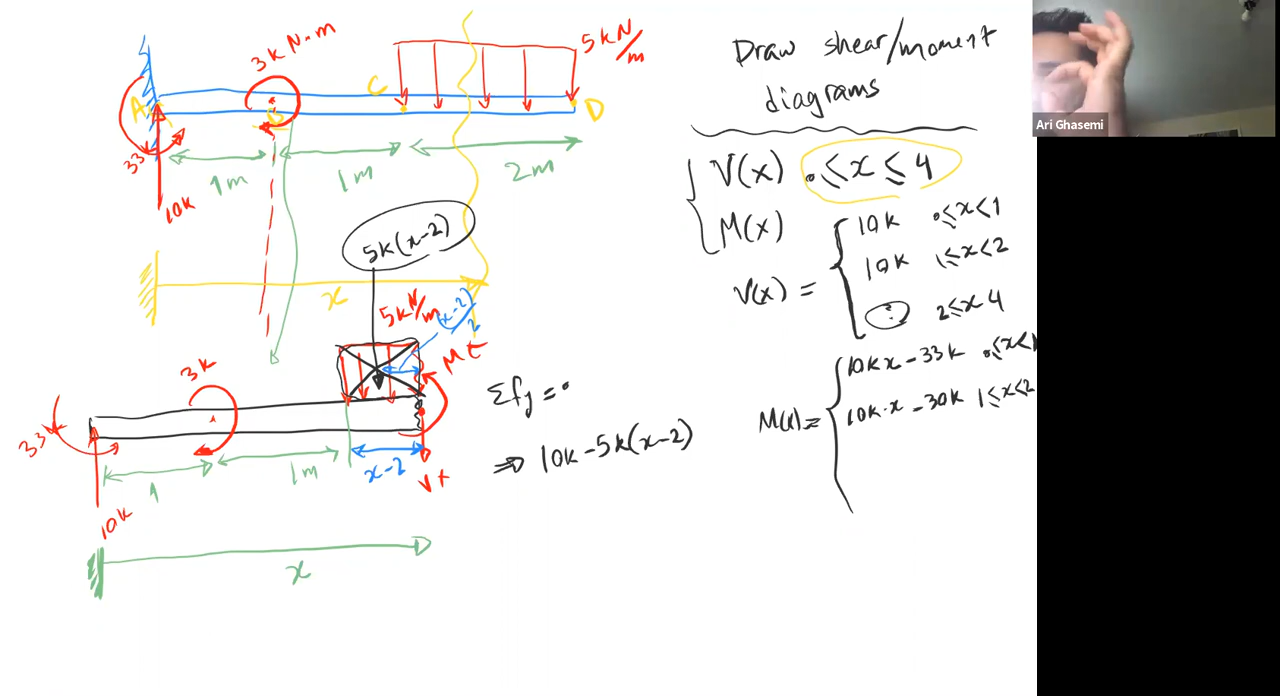 Draw shear/moment
diagrams
3kN·m
5kN/m
A
B
C
D
33
10k
1m
1m
2m
V(x) 0≤x≤4
M(x)
V(x) = 10k 0≤x<1
10k 1≤x<2
? 2≤x 4
M(x) = 10kx-33k 0≤x<1
10k·x-30k 1≤x<2
5k(x-2)
x
5kN/m
(x-2)/2
M
3k
33k
10k
1
1m
x-2
V
x
Σfy=0
⇒ 10k-5k(x-2)
Ari Ghasemi